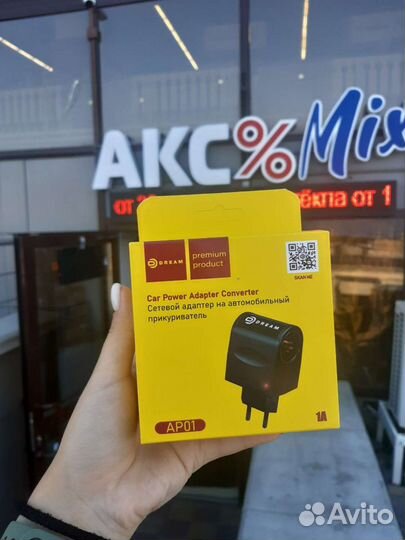 АКС%Mix
от
от 1
DREAM
premium
product
SKAN ME
Car Power Adapter Converter
Сетевой адаптер на автомобильный
прикуриватель
DREAM
AP01
1A
Avito